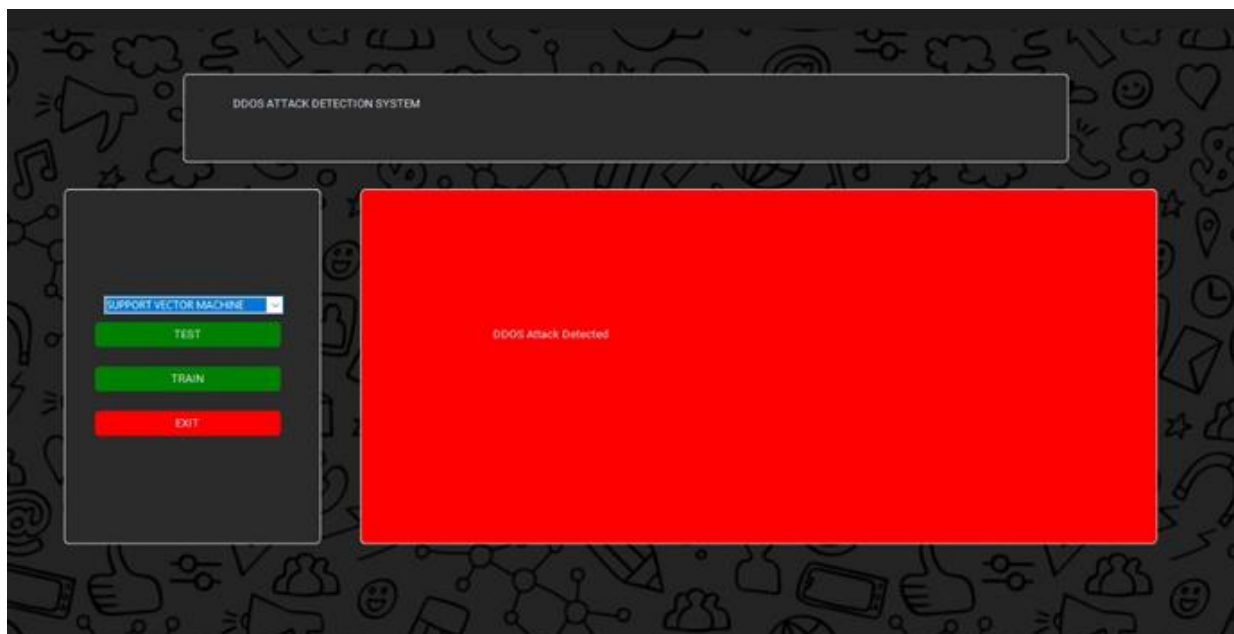 DDOS ATTACK DETECTION SYSTEM
SUPPORT VECTOR MACHINE
TEST
TRAIN
EXIT
DDOS Attack Detected